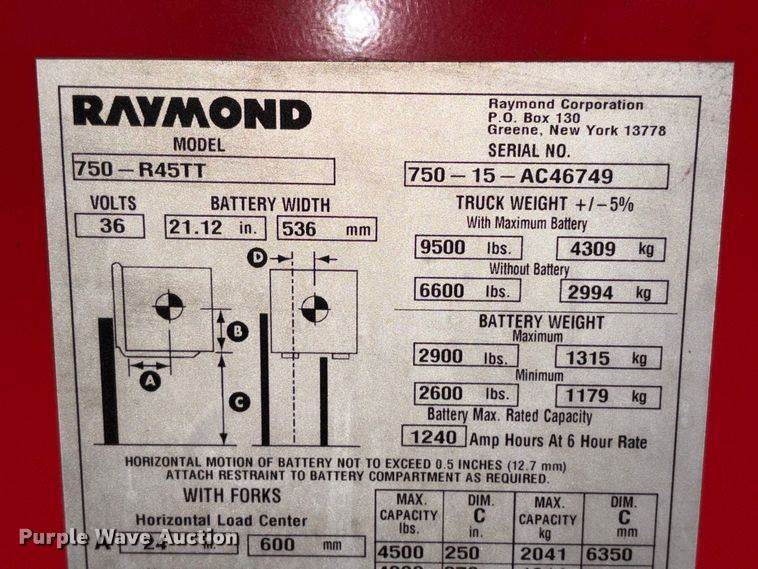 RAYMOND
Raymond Corporation
P.O. Box 130
Greene, New York 13778
MODEL
750-R45TT
SERIAL NO.
750-15-AC46749
VOLTS
36
BATTERY WIDTH
21.12 in. 536 mm
TRUCK WEIGHT +/-5%
With Maximum Battery
9500 lbs. 4309 kg
Without Battery
6600 lbs. 2994 kg
D
B
A
C
BATTERY WEIGHT
Maximum
2900 lbs. 1315 kg
Minimum
2600 lbs. 1179 kg
Battery Max. Rated Capacity
1240 Amp Hours At 6 Hour Rate
HORIZONTAL MOTION OF BATTERY NOT TO EXCEED 0.5 INCHES (12.7 mm)
ATTACH RESTRAINT TO BATTERY COMPARTMENT AS REQUIRED.
WITH FORKS
Horizontal Load Center
A 24 in. 600 mm
MAX. CAPACITY lbs.
DIM. C in.
MAX. CAPACITY kg
DIM. C mm
4500 250 2041 6350
Purple Wave Auction